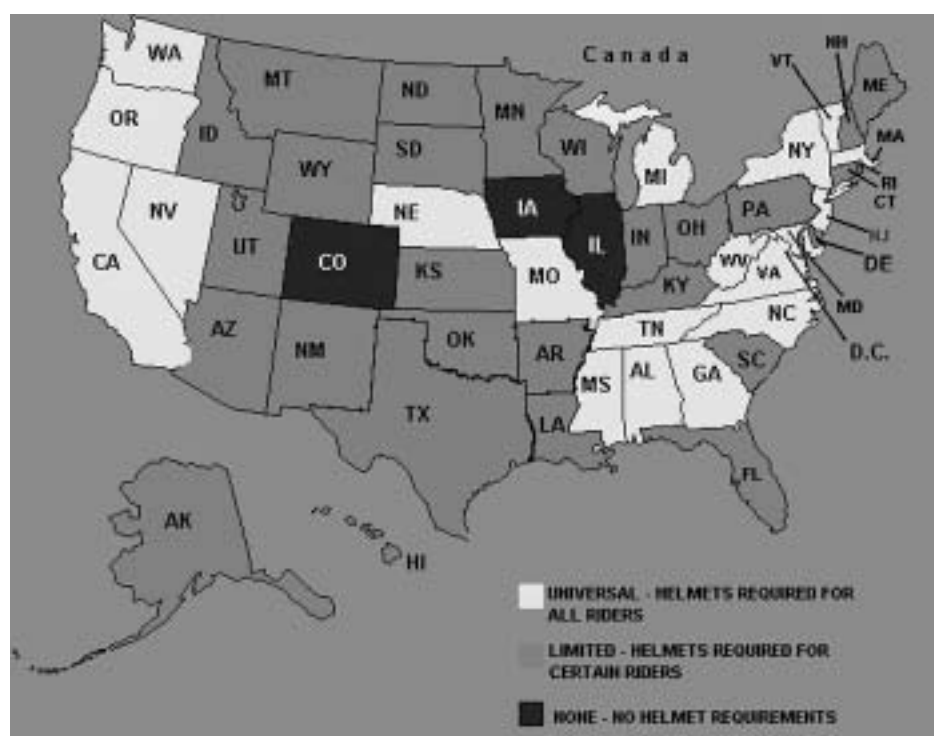 Canada
NH
VT
WA
MT
ND
MN
ME
OR
ID
SD
WI
NY
MA
WY
MI
RI
CT
NV
NE
IA
PA
NJ
UT
CO
IL
IN
OH
DE
CA
KS
MO
WV
VA
KY
MD
NC
TN
AZ
NM
OK
AR
SC
D.C.
MS
AL
GA
TX
LA
FL
AK
HI
UNIVERSAL - HELMETS REQUIRED FOR
ALL RIDERS
LIMITED - HELMETS REQUIRED FOR
CERTAIN RIDERS
NONE - NO HELMET REQUIREMENTS